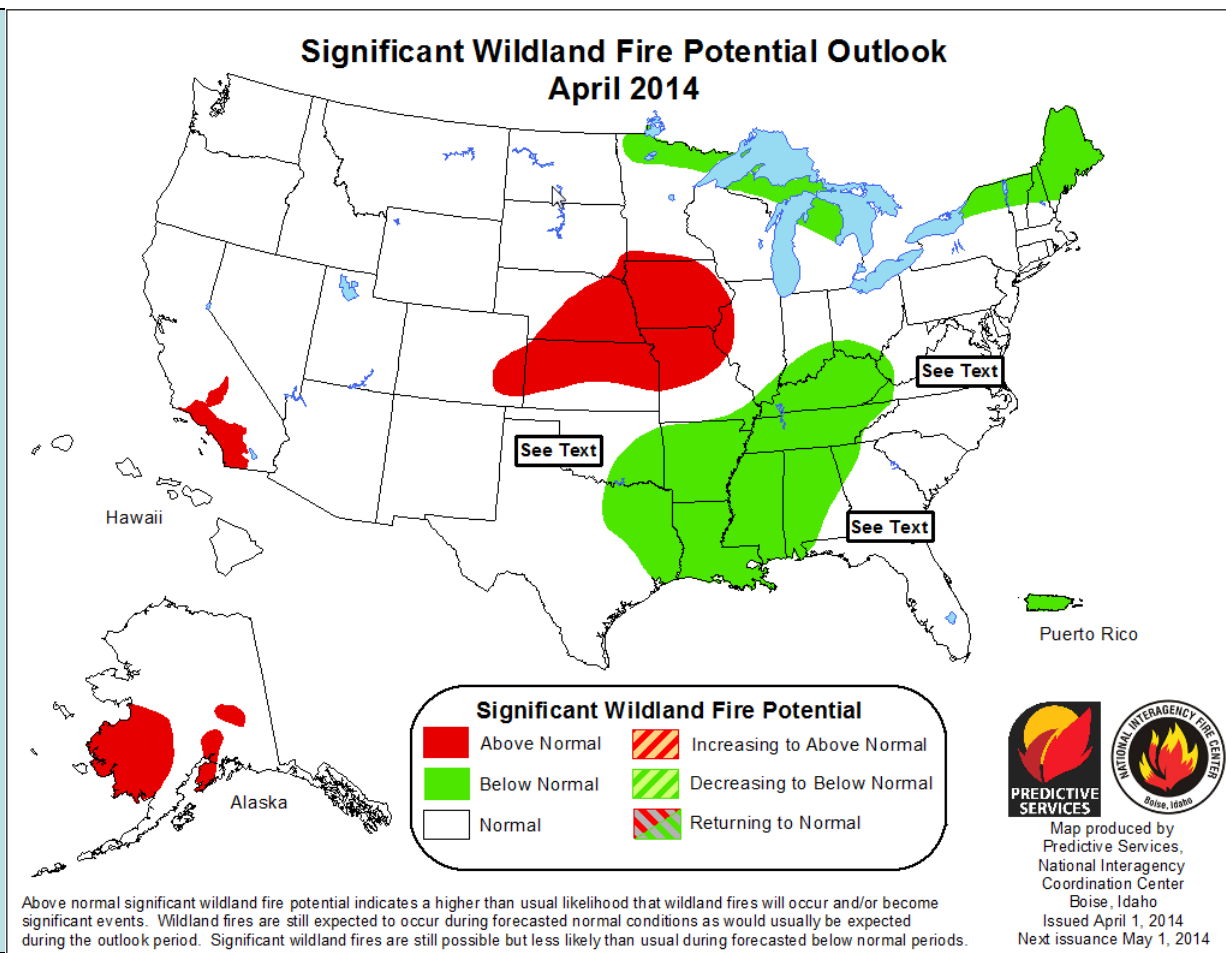 Significant Wildland Fire Potential Outlook
April 2014
See Text
See Text
See Text
Hawaii
Puerto Rico
Alaska
Significant Wildland Fire Potential
Above Normal
Increasing to Above Normal
Below Normal
Decreasing to Below Normal
Normal
Returning to Normal
PREDICTIVE
SERVICES
NATIONAL INTERAGENCY FIRE CENTER
Boise, Idaho
Map produced by
Predictive Services,
National Interagency
Coordination Center
Boise, Idaho
Issued April 1, 2014
Next issuance May 1, 2014
Above normal significant wildland fire potential indicates a higher than usual likelihood that wildland fires will occur and/or become
significant events.  Wildland fires are still expected to occur during forecasted normal conditions as would usually be expected
during the outlook period.  Significant wildland fires are still possible but less likely than usual during forecasted below normal periods.